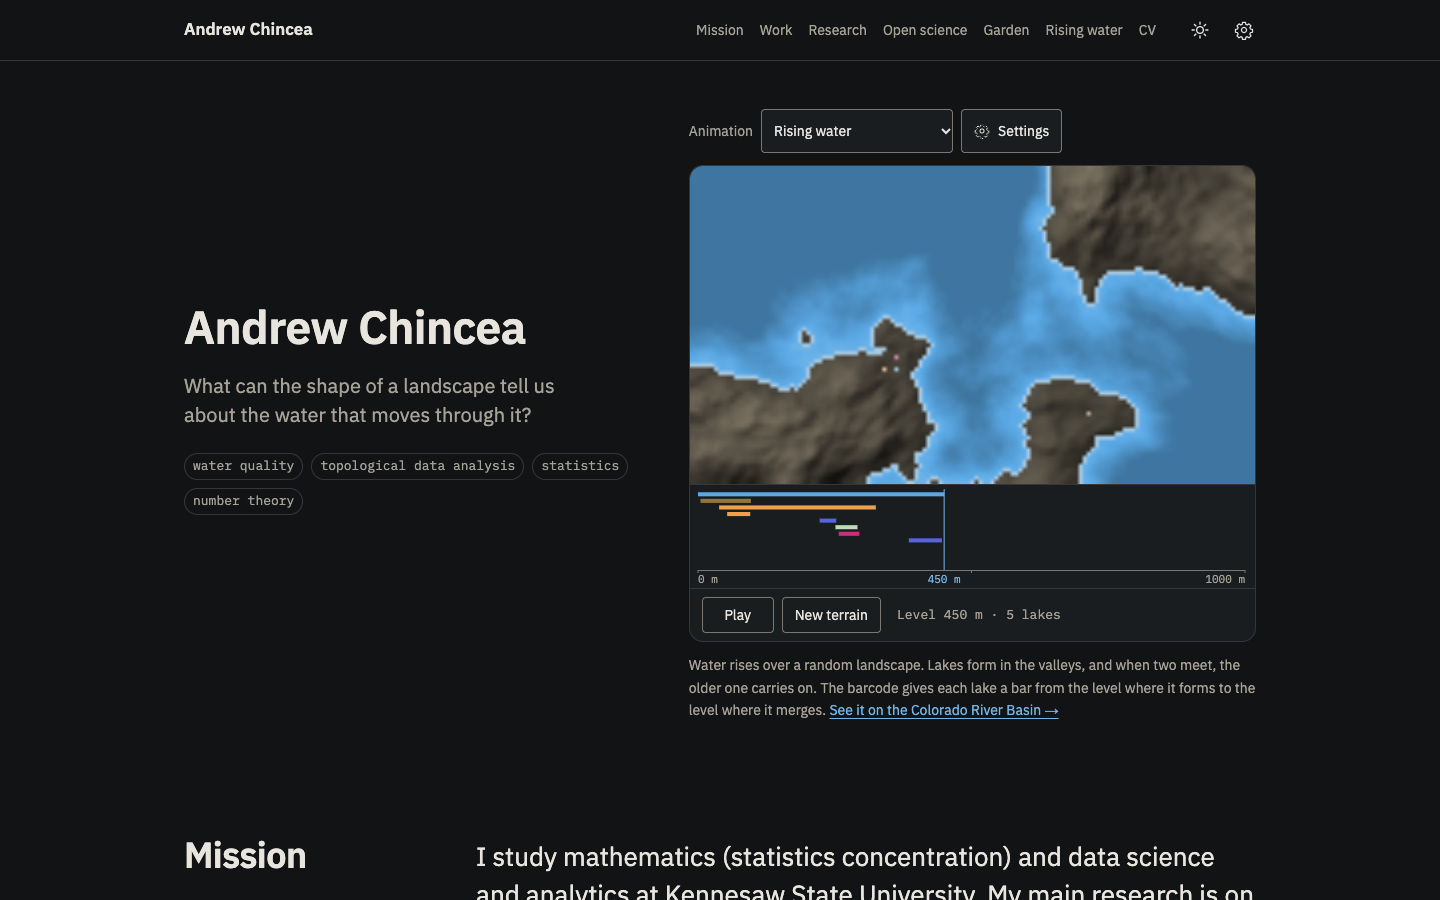 Andrew Chincea
Mission Work Research Open science Garden Rising water CV
Animation Rising water Settings
Andrew Chincea
What can the shape of a landscape tell us
about the water that moves through it?
water quality topological data analysis statistics
number theory
0 m 450 m 1000 m
Play New terrain Level 450 m · 5 lakes
Water rises over a random landscape. Lakes form in the valleys, and when two meet, the
older one carries on. The barcode gives each lake a bar from the level where it forms to the
level where it merges. See it on the Colorado River Basin →
Mission
I study mathematics (statistics concentration) and data science
and analytics at Kennesaw State University. My main research is on